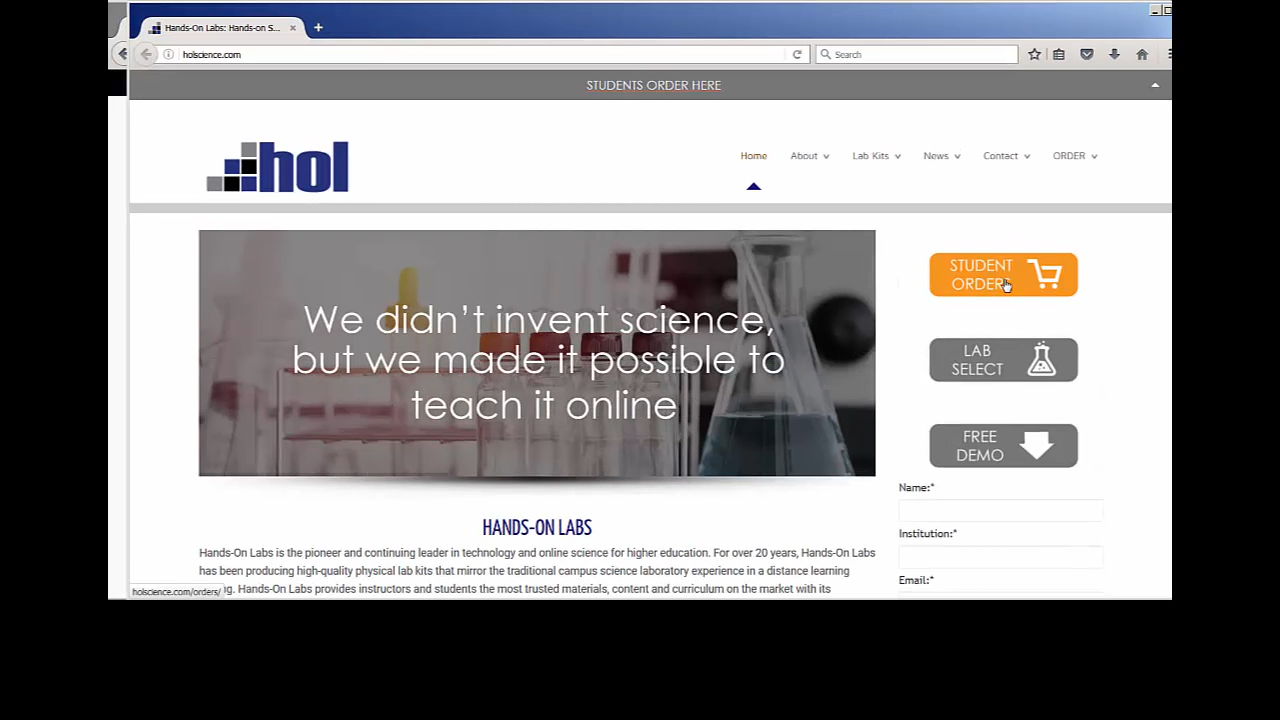 Hands-On Labs: Hands-on S...
holscience.com
Search
STUDENTS ORDER HERE
hol
Home
About
Lab Kits
News
Contact
ORDER
We didn't invent science,
but we made it possible to
teach it online
STUDENT
ORDER
LAB
SELECT
FREE
DEMO
Name:*
Institution:*
Email:*
HANDS-ON LABS
Hands-On Labs is the pioneer and continuing leader in technology and online science for higher education. For over 20 years, Hands-On Labs
has been producing high-quality physical lab kits that mirror the traditional campus science laboratory experience in a distance learning
Hands-On Labs provides instructors and students the most trusted materials, content and curriculum on the market with its
holscience.com/orders/